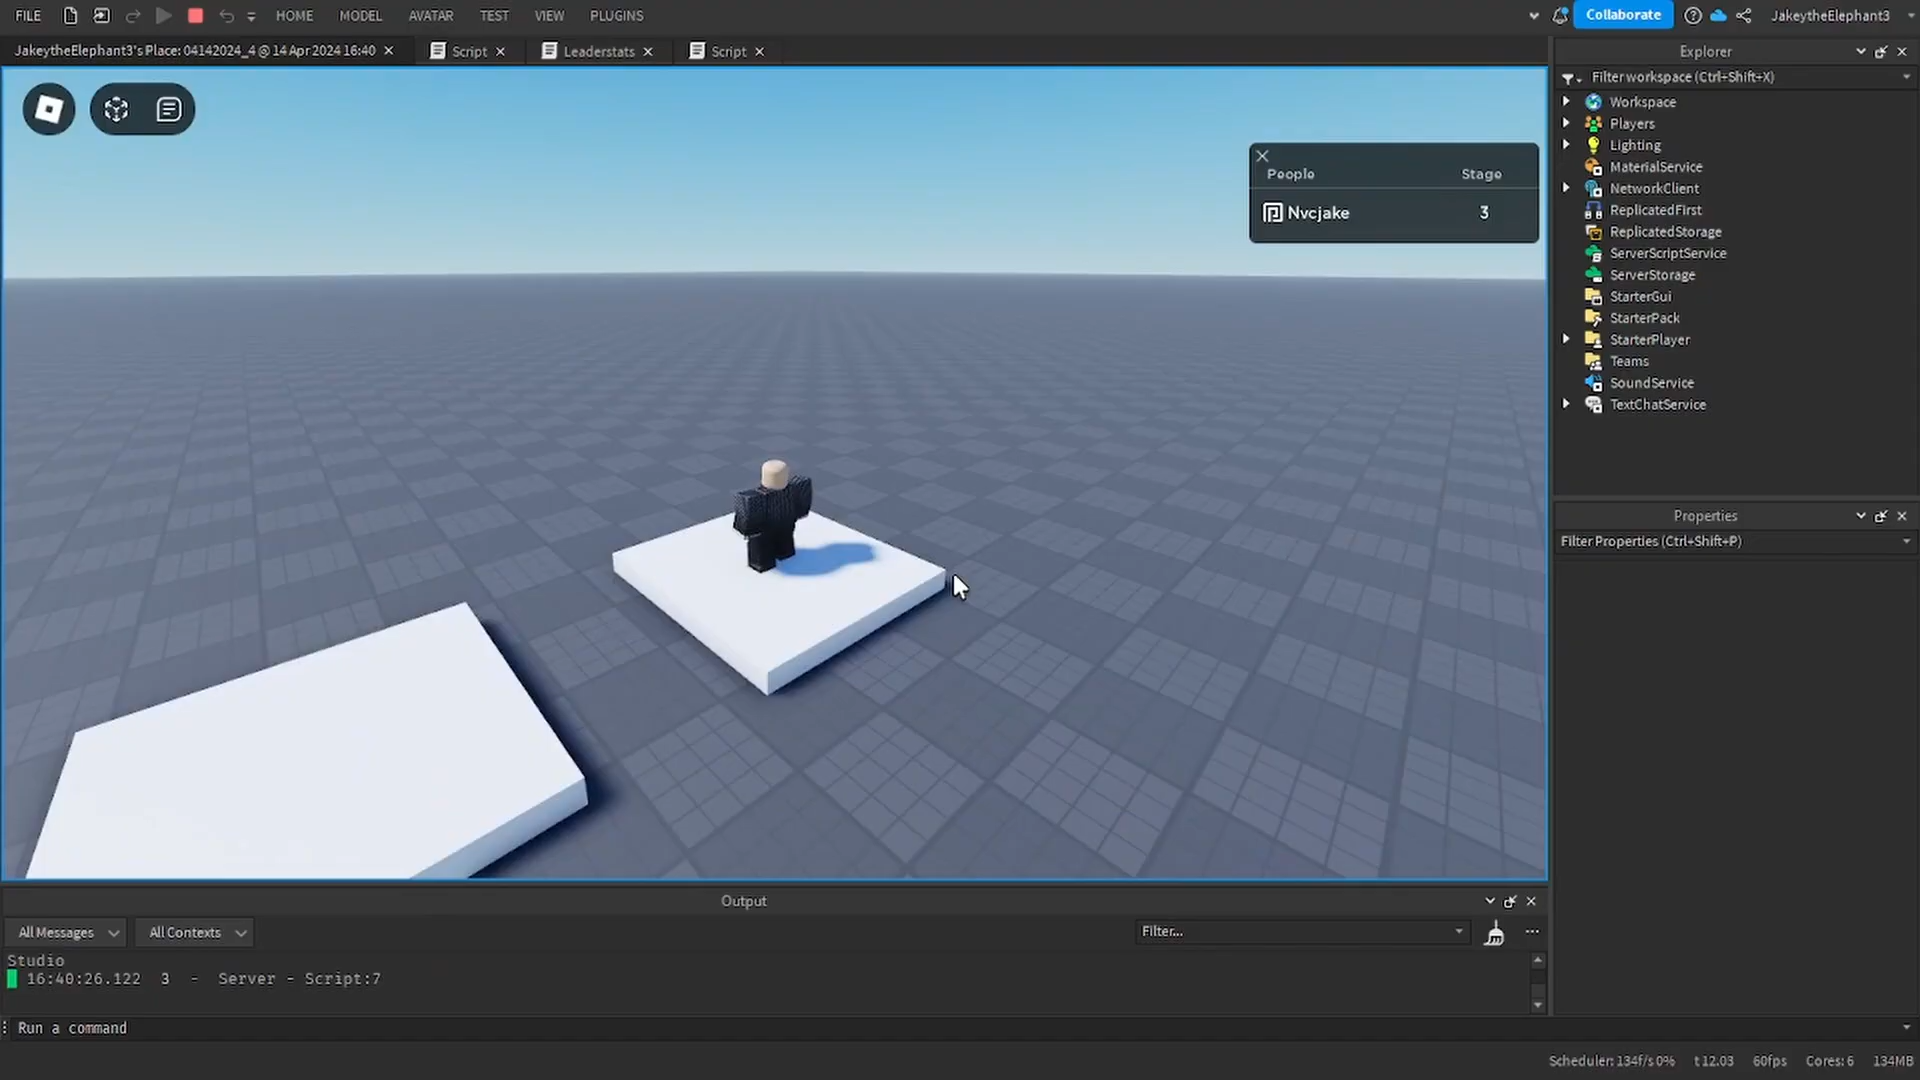 FILE HOME MODEL AVATAR TEST VIEW PLUGINS Collaborate JakeytheElephant3
JakeytheElephant3's Place: 04142024_4 @ 14 Apr 2024 16:40 Script Leaderstats Script
Explorer
Filter workspace (Ctrl+Shift+X)
Workspace
Players
Lighting
MaterialService
NetworkClient
ReplicatedFirst
ReplicatedStorage
ServerScriptService
ServerStorage
StarterGui
StarterPack
StarterPlayer
Teams
SoundService
TextChatService
People Stage
Nvcjake 3
Properties
Filter Properties (Ctrl+Shift+P)
Output
All Messages All Contexts Filter...
Studio
16:40:26.122 3 - Server - Script:7
Run a command
Scheduler: 134f/s 0% t 12.03 60fps Cores: 6 134MB